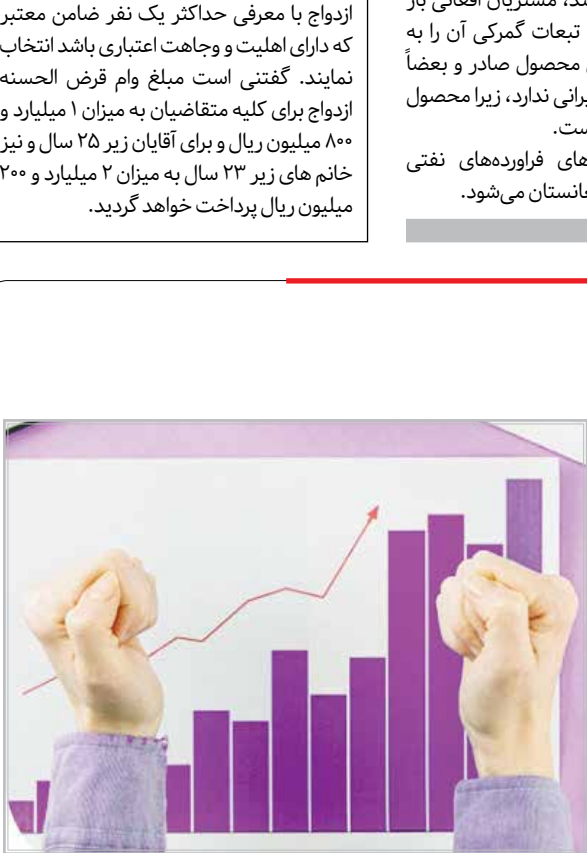 مشتریان افغانی باز
تبعات گمرکی آن را به
محصول صادر و بعضاً
ندارد، زیرا محصول
ست.
های فراورده‌های نفتی
می‌شود.
ازدواج با معرفی حداکثر یک نفر ضامن معتبر
که دارای اهلیت و وجاهت اعتباری باشد انتخاب
نمایند. گفتنی است مبلغ وام قرض الحسنه
ازدواج برای کلیه متقاضیان به میزان ۱ میلیارد و
۸۰۰ میلیون ریال و برای آقایان زیر ۲۵ سال و نیز
خانم های زیر ۲۳ سال به میزان ۲ میلیارد و ۲۰۰
میلیون ریال پرداخت خواهد گردید.